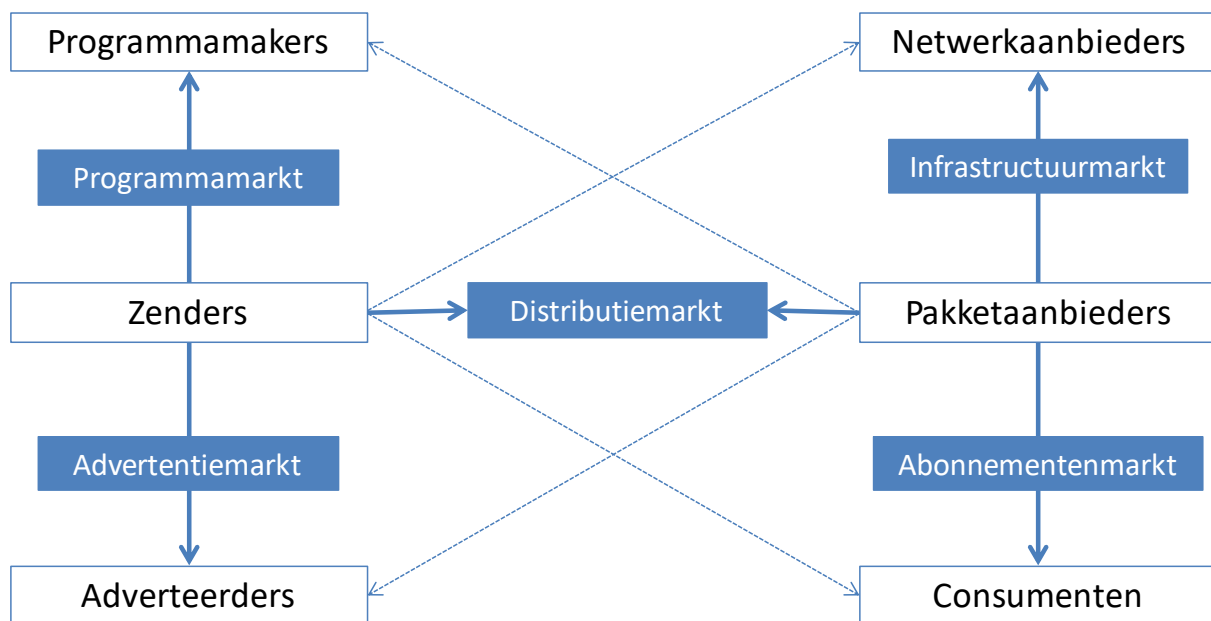 Programmamakers
Netwerkaanbieders
Programmamarkt
Infrastructuurmarkt
Zenders
Distributiemarkt
Pakketaanbieders
Advertentiemarkt
Abonnementenmarkt
Adverteerders
Consumenten